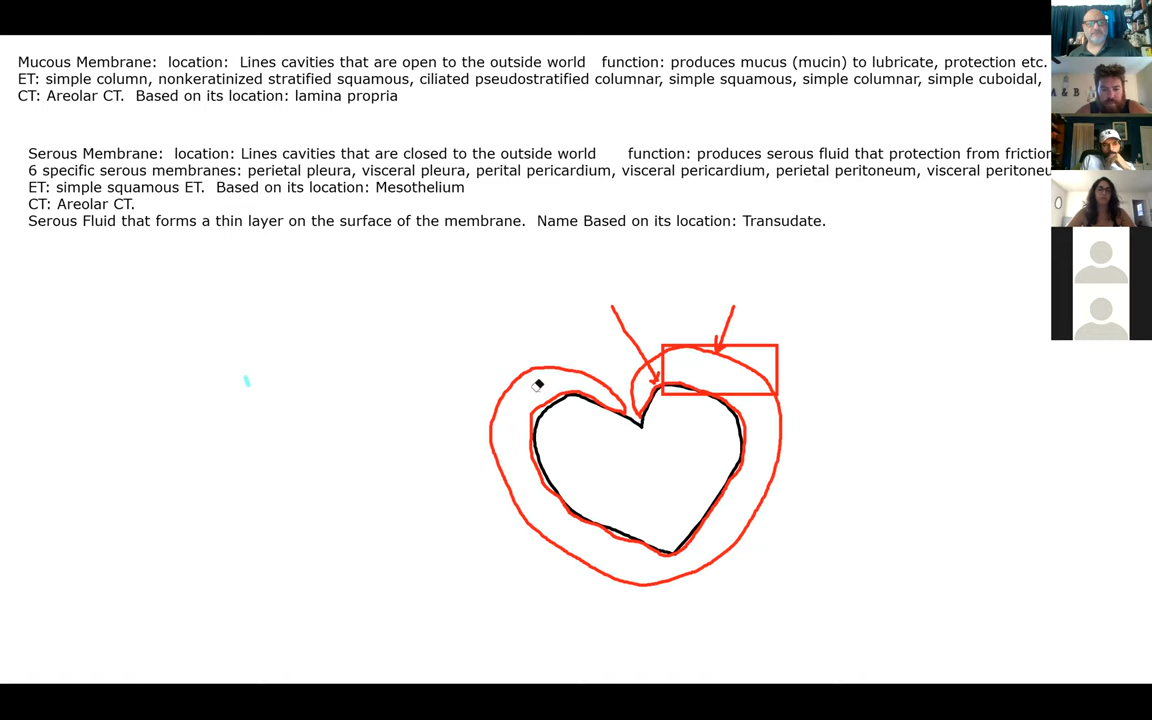 Mucous Membrane: location: Lines cavities that are open to the outside world function: produces mucus (mucin) to lubricate, protection etc.
ET: simple column, nonkeratinized stratified squamous, ciliated pseudostratified columnar, simple squamous, simple columnar, simple cuboidal,
CT: Areolar CT. Based on its location: lamina propria
Serous Membrane: location: Lines cavities that are closed to the outside world function: produces serous fluid that protection from friction
6 specific serous membranes: perietal pleura, visceral pleura, perital pericardium, visceral pericardium, perietal peritoneum, visceral peritoneu
ET: simple squamous ET. Based on its location: Mesothelium
CT: Areolar CT.
Serous Fluid that forms a thin layer on the surface of the membrane. Name Based on its location: Transudate.
A & B